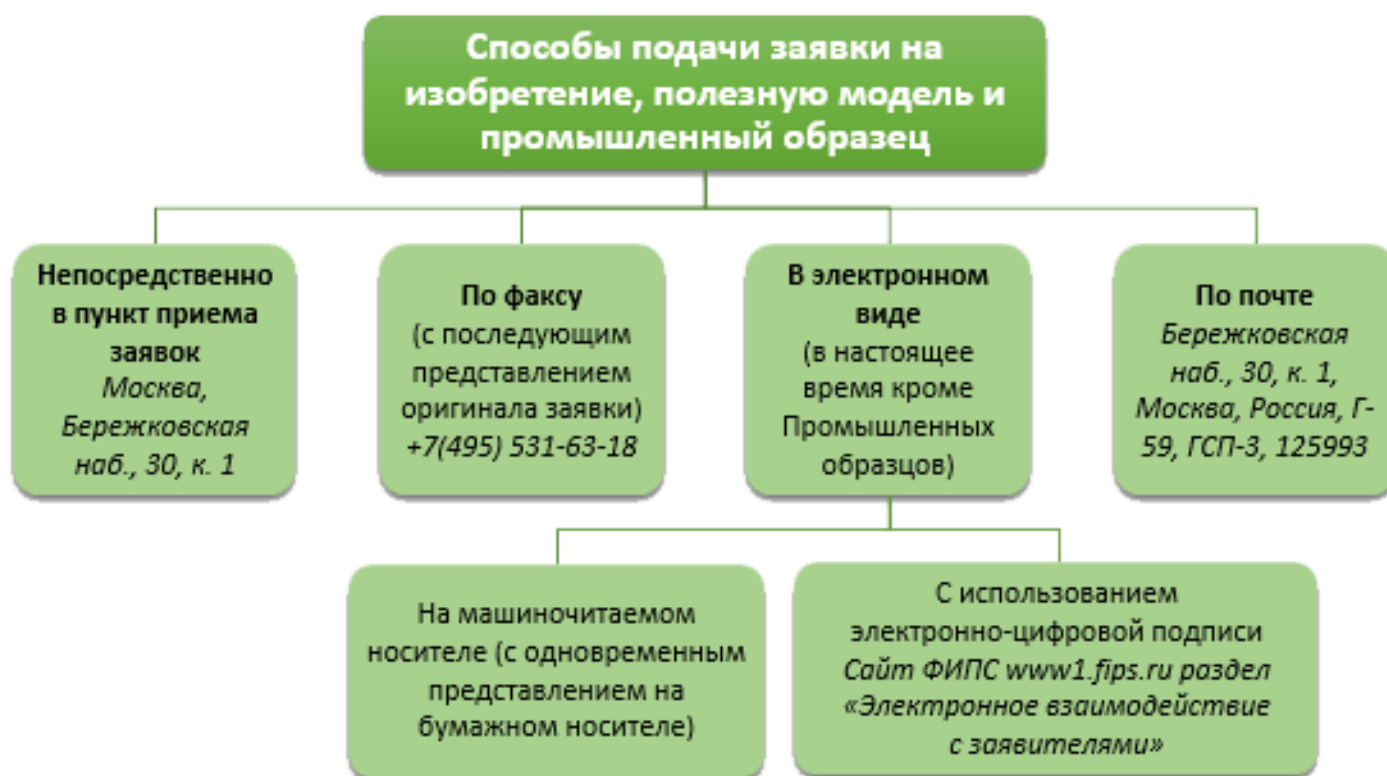 Способы подачи заявки на
изобретение, полезную модель и
промышленный образец
Непосредственно
в пункт приема
заявок
Москва,
Бережковская
наб., 30, к. 1
По факсу
(с последующим
представлением
оригинала заявки)
+7(495) 531-63-18
В электронном
виде
(в настоящее
время кроме
Промышленных
образцов)
По почте
Бережковская
наб., 30, к. 1,
Москва, Россия, Г-
59, ГСП-3, 125993
На машиночитаемом
носителе (с одновременным
представлением на
бумажном носителе)
С использованием
электронно-цифровой подписи
Сайт ФИПС www1.fips.ru раздел
«Электронное взаимодействие
с заявителями»